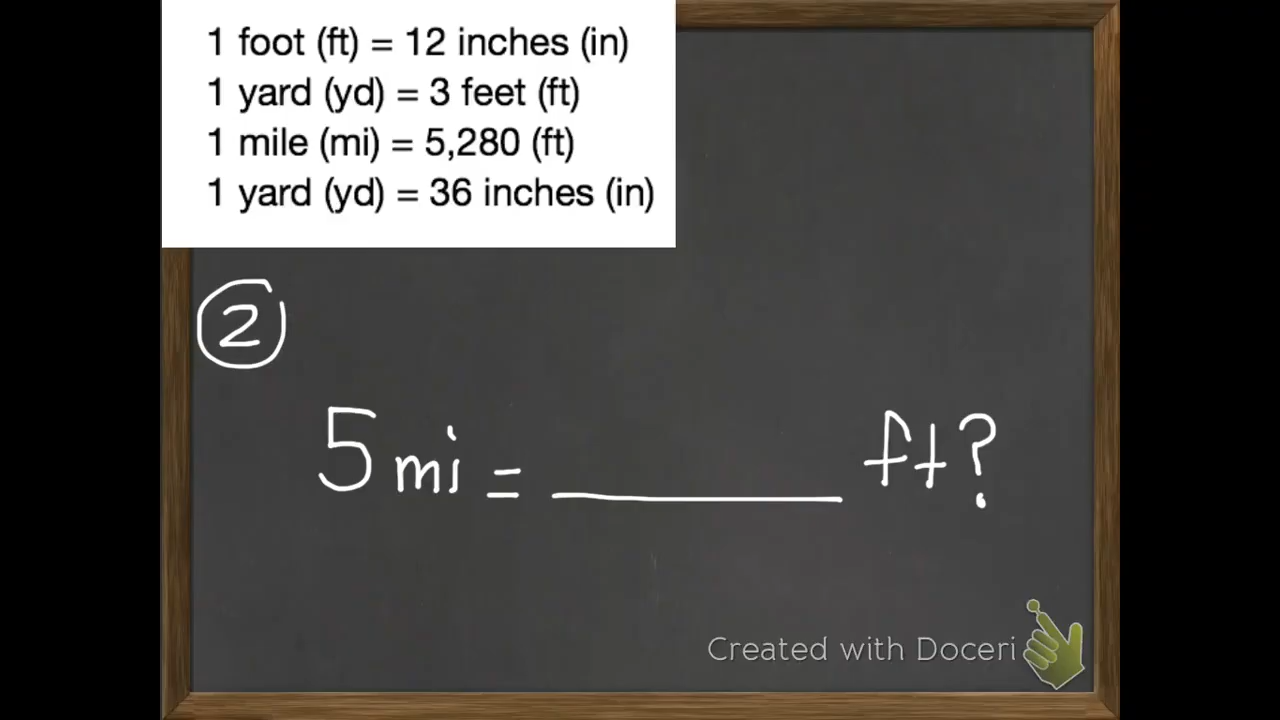 1 foot (ft) = 12 inches (in)
1 yard (yd) = 3 feet (ft)
1 mile (mi) = 5,280 (ft)
1 yard (yd) = 36 inches (in)
2
5 mi = ________ ft?
Created with Doceri